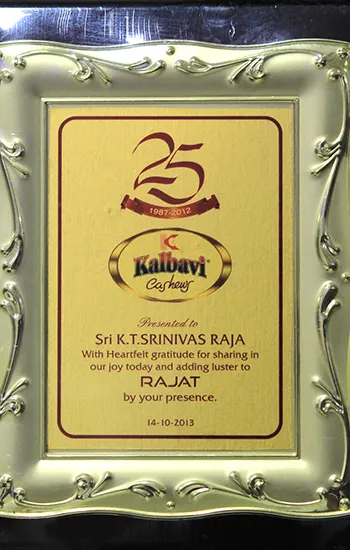 25
1987-2012
K
Kalbavi
Cashews
Presented to
Sri K.T.SRINIVAS RAJA
With Heartfelt gratitude for sharing in
our joy today and adding luster to
RAJAT
by your presence.
14-10-2013